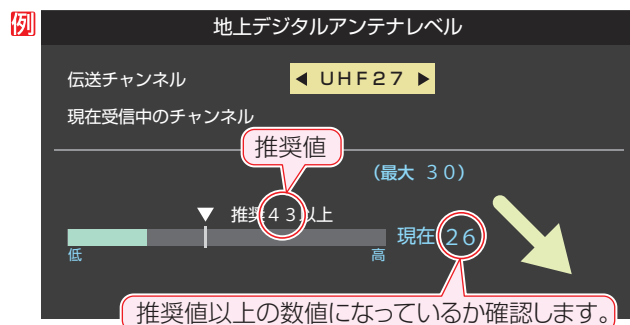 例
地上デジタルアンテナレベル
伝送チャンネル
◀ UHF27 ▶
現在受信中のチャンネル
推奨値
(最大 30)
▼ 推奨43以上
現在 26
低
高
推奨値以上の数値になっているか確認します。